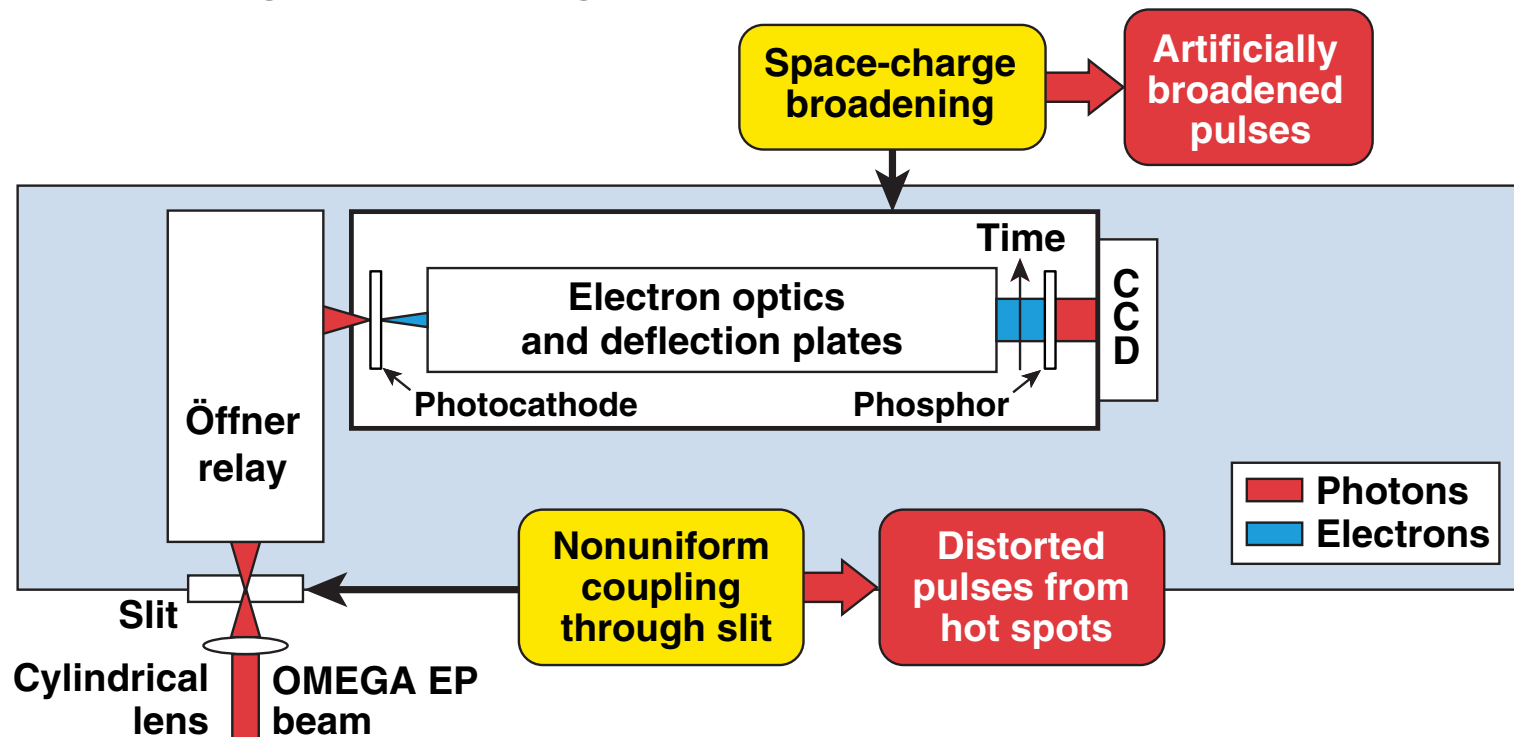 Space-charge
broadening
Artificially
broadened
pulses
Time
Electron optics
and deflection plates
C
C
D
Photocathode
Phosphor
Öffner
relay
Photons
Electrons
Nonuniform
coupling
through slit
Distorted
pulses from
hot spots
Slit
Cylindrical
lens
OMEGA EP
beam